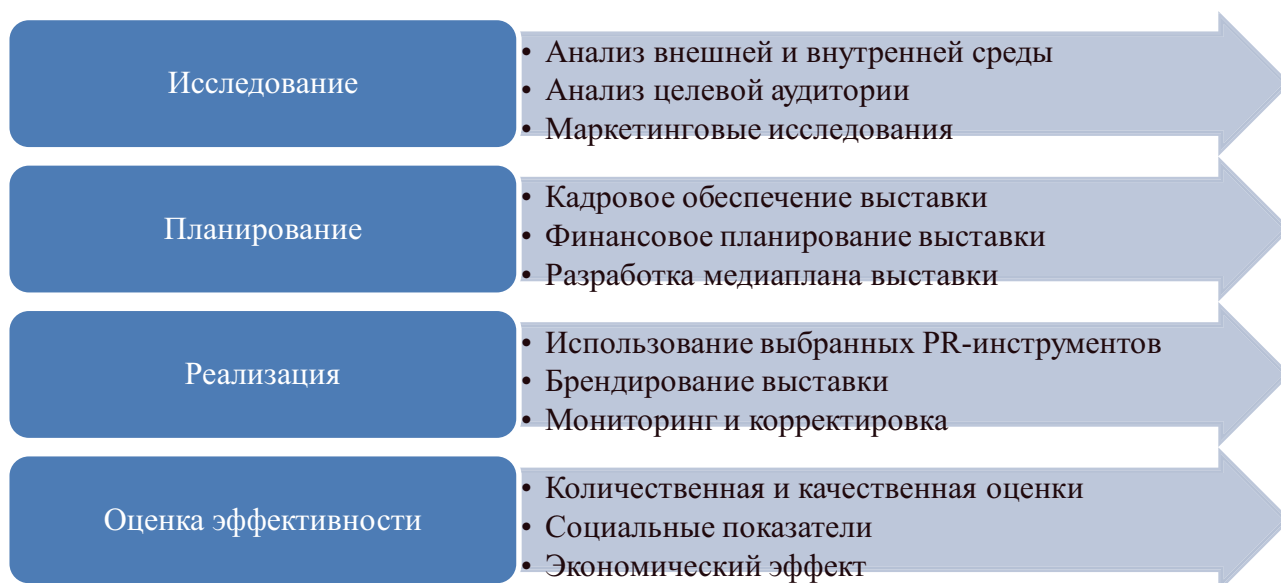 Исследование
• Анализ внешней и внутренней среды
• Анализ целевой аудитории
• Маркетинговые исследования
Планирование
• Кадровое обеспечение выставки
• Финансовое планирование выставки
• Разработка медиаплана выставки
Реализация
• Использование выбранных PR-инструментов
• Брендирование выставки
• Мониторинг и корректировка
Оценка эффективности
• Количественная и качественная оценки
• Социальные показатели
• Экономический эффект